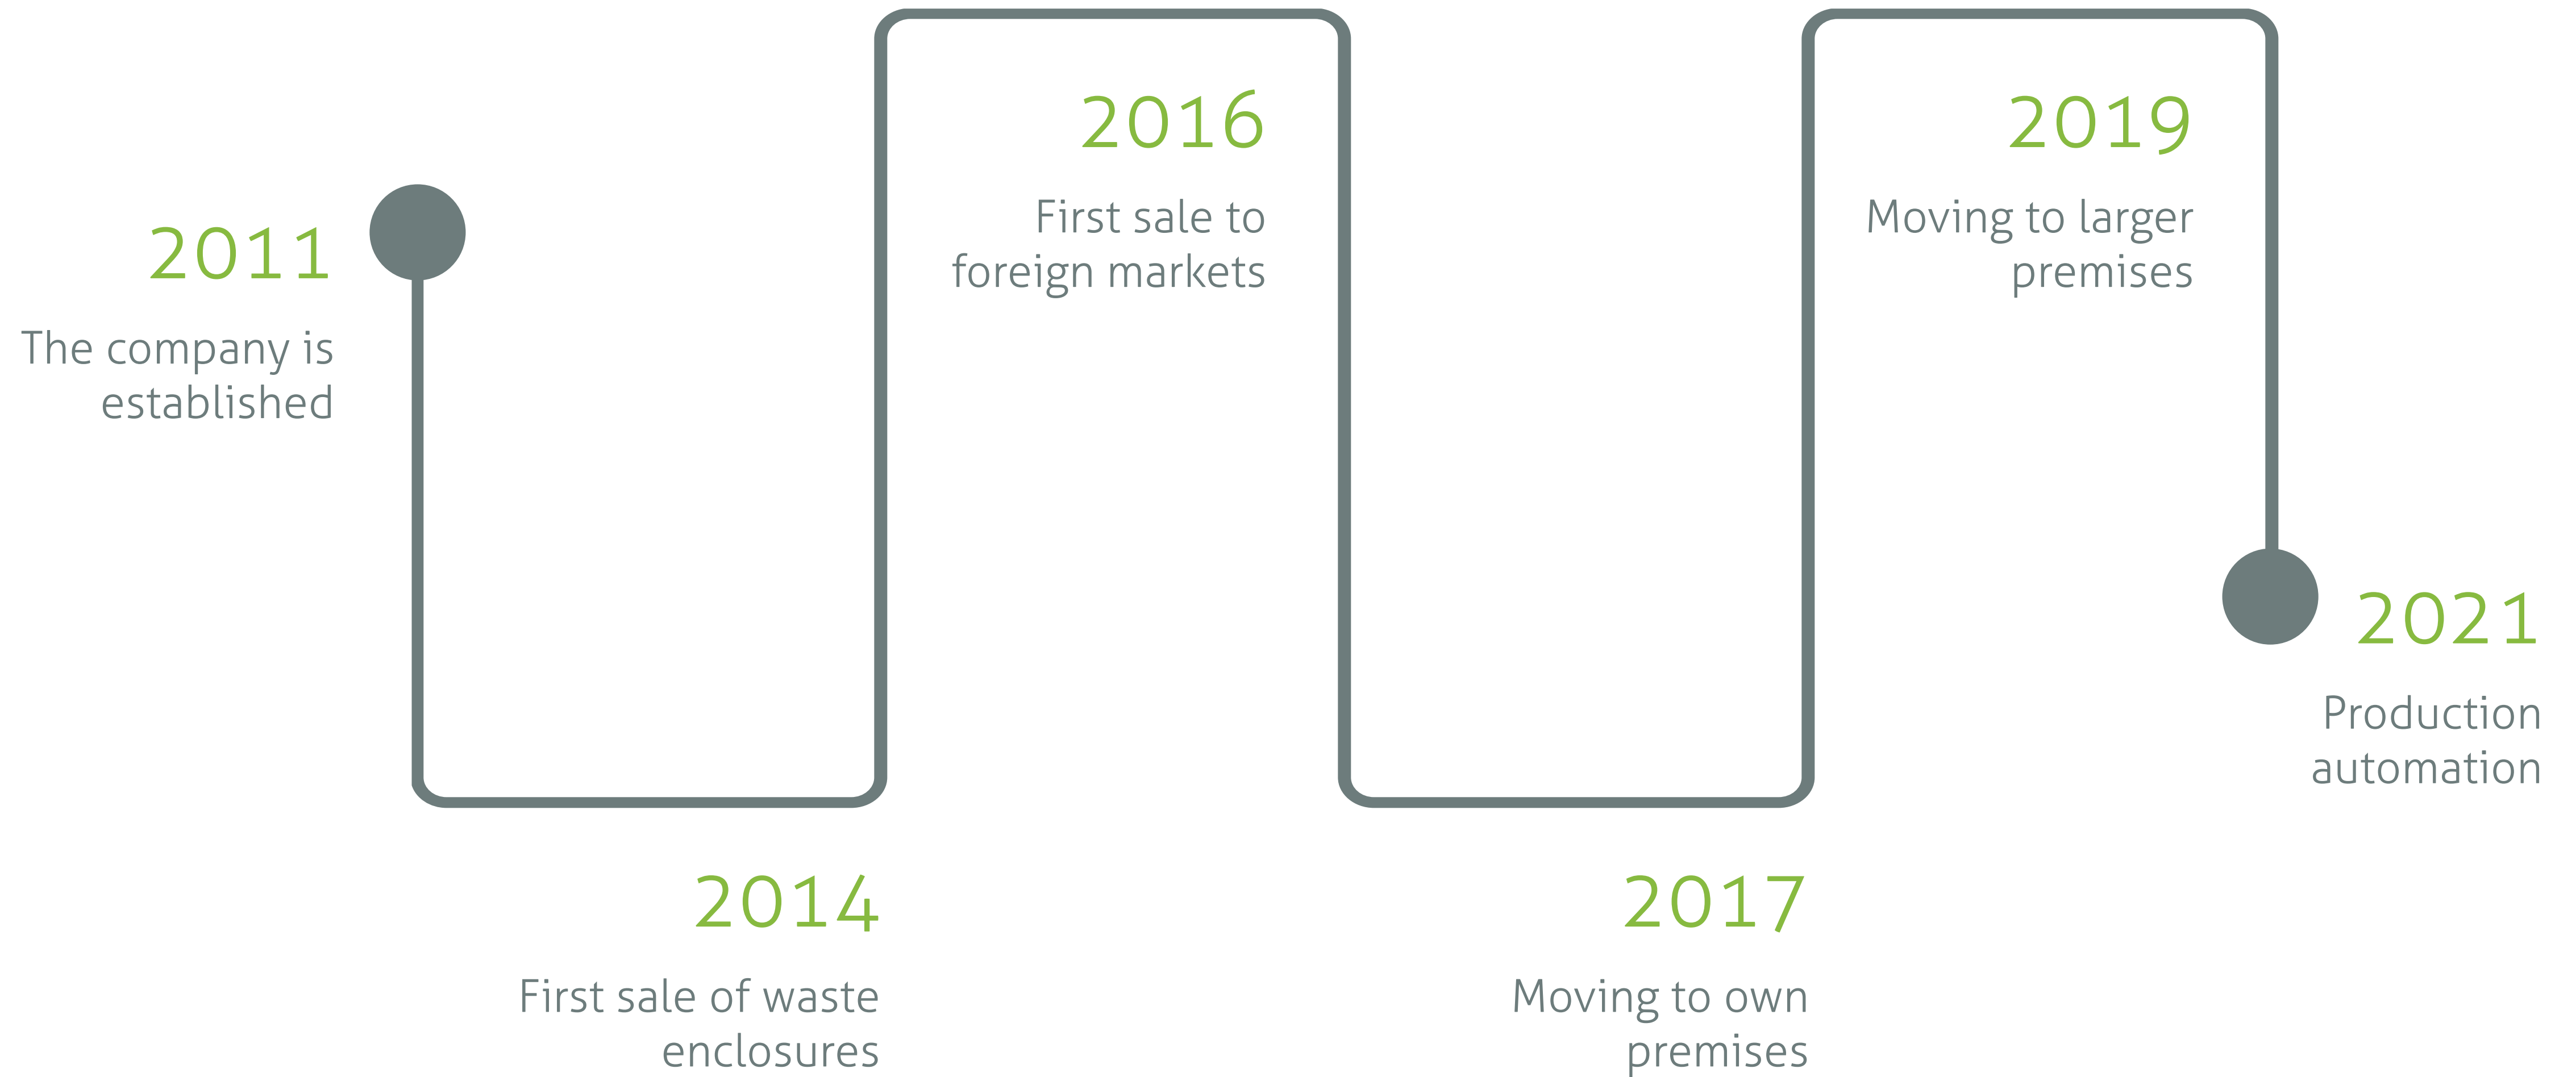 2011
The company is
established
2014
First sale of waste
enclosures
2016
First sale to
foreign markets
2017
Moving to own
premises
2019
Moving to larger
premises
2021
Production
automation